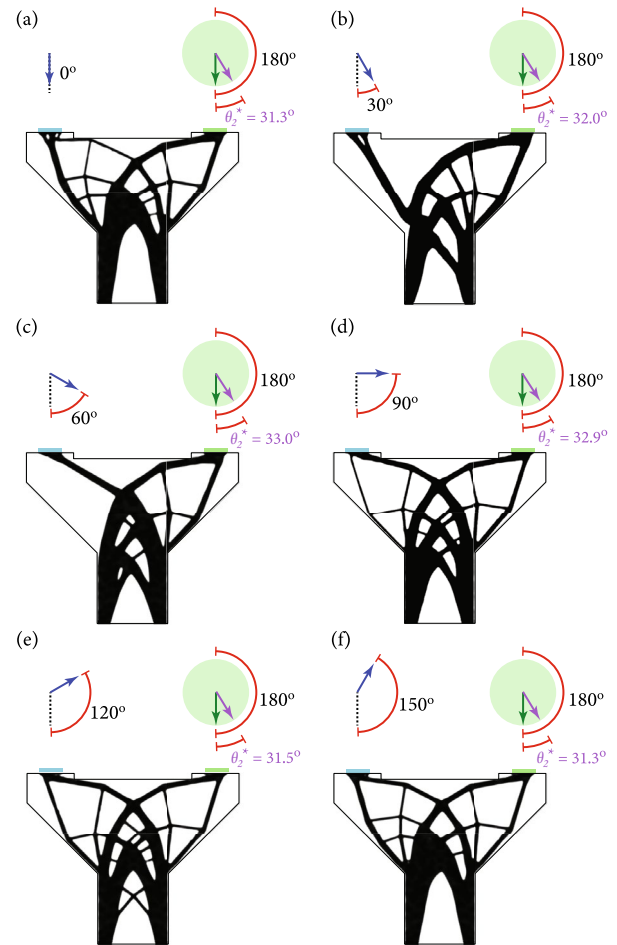 (a)
0°
180°
θ₂* = 31.3°
(b)
30°
180°
θ₂* = 32.0°
(c)
60°
180°
θ₂* = 33.0°
(d)
90°
180°
θ₂* = 32.9°
(e)
120°
180°
θ₂* = 31.5°
(f)
150°
180°
θ₂* = 31.3°